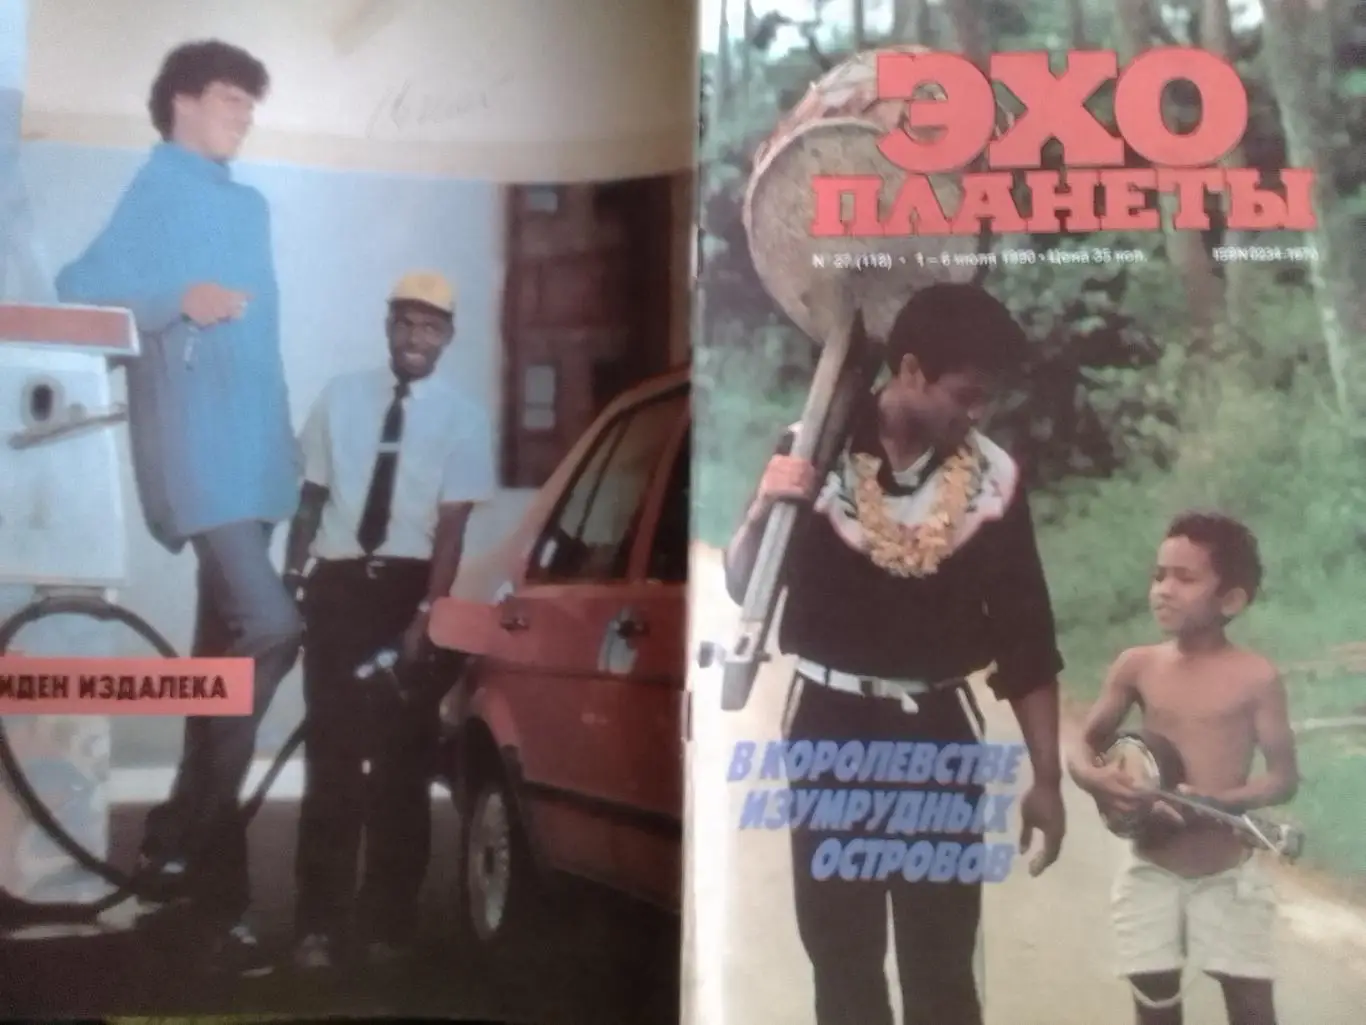 ИДЕН ИЗДАЛЕКА
ЭХО
ПЛАНЕТЫ
№ 27 (118) • 1–6 июля 1990 • Цена 35 коп.
В КОРОЛЕВСТВЕ
ИЗУМРУДНЫХ
ОСТРОВОВ